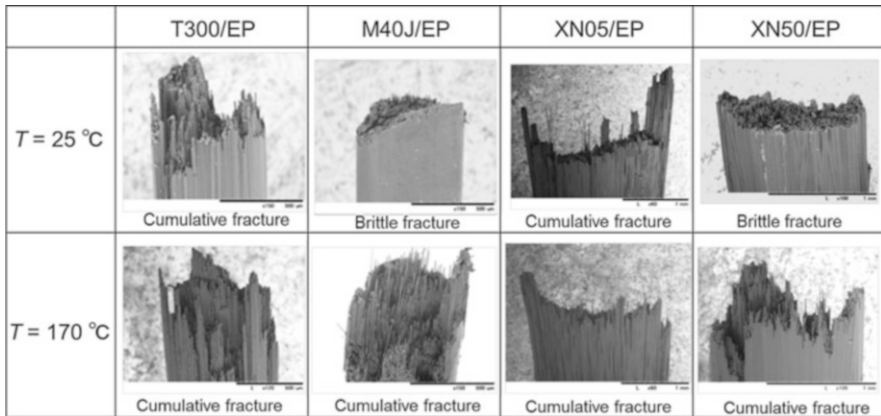 T300/EP M40J/EP XN05/EP XN50/EP
T = 25 °C
Cumulative fracture Brittle fracture Cumulative fracture Brittle fracture
T = 170 °C
Cumulative fracture Cumulative fracture Cumulative fracture Cumulative fracture